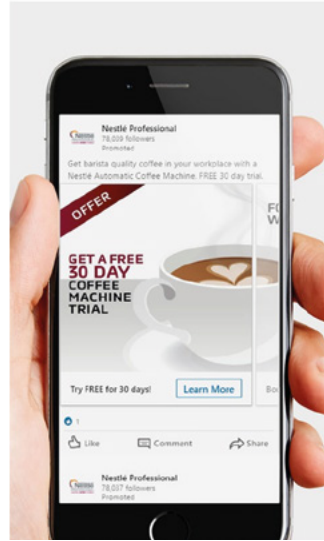 Nestlé Professional
78,039 followers
Promoted
Get barista quality coffee in your workplace with a
Nestlé Automatic Coffee Machine. FREE 30 day trial.
OFFER
GET A FREE
30 DAY
COFFEE
MACHINE
TRIAL
Try FREE for 30 days!
Learn More
1
Like
Comment
Share
Nestlé Professional
78,037 followers
Promoted